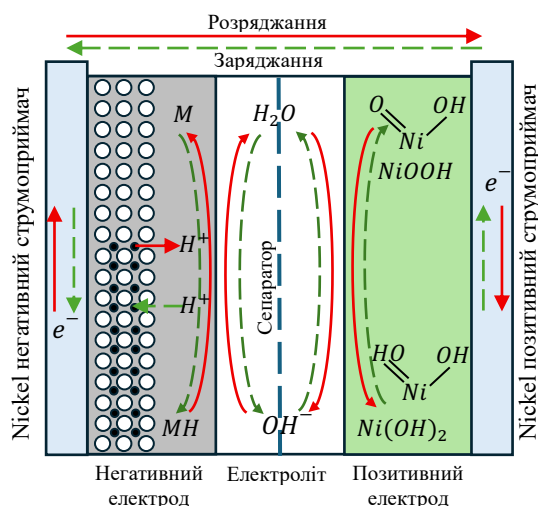 Розряджання
Заряджання
Nickel негативний струмоприймач
e⁻
M
H⁺
H⁺
MH
H₂O
Сепаратор
OH⁻
O
OH
Ni
NiOOH
HO
OH
Ni
Ni(OH)₂
e⁻
Nickel позитивний струмоприймач
Негативний
електрод
Електроліт
Позитивний
електрод